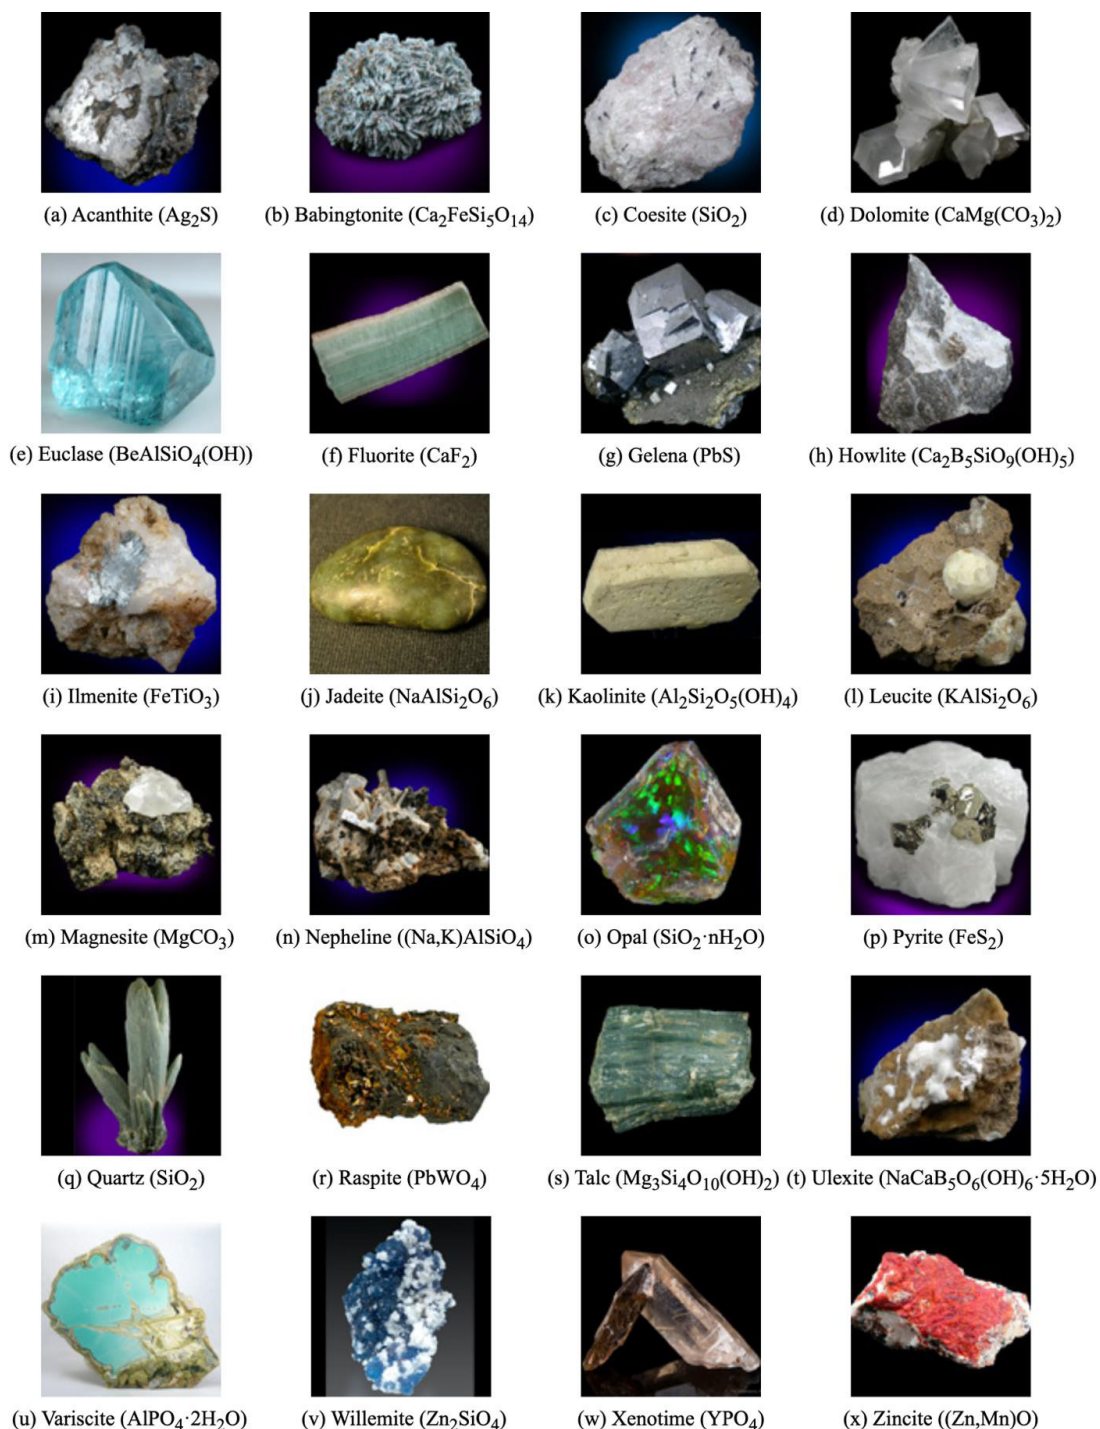 (a) Acanthite (Ag₂S)
(b) Babingtonite (Ca₂FeSi₅O₁₄)
(c) Coesite (SiO₂)
(d) Dolomite (CaMg(CO₃)₂)
(e) Euclase (BeAlSiO₄(OH))
(f) Fluorite (CaF₂)
(g) Gelena (PbS)
(h) Howlite (Ca₂B₅SiO₉(OH)₅)
(i) Ilmenite (FeTiO₃)
(j) Jadeite (NaAlSi₂O₆)
(k) Kaolinite (Al₂Si₂O₅(OH)₄)
(l) Leucite (KAlSi₂O₆)
(m) Magnesite (MgCO₃)
(n) Nepheline ((Na,K)AlSiO₄)
(o) Opal (SiO₂·nH₂O)
(p) Pyrite (FeS₂)
(q) Quartz (SiO₂)
(r) Raspite (PbWO₄)
(s) Talc (Mg₃Si₄O₁₀(OH)₂)
(t) Ulexite (NaCaB₅O₆(OH)₆·5H₂O)
(u) Variscite (AlPO₄·2H₂O)
(v) Willemite (Zn₂SiO₄)
(w) Xenotime (YPO₄)
(x) Zincite ((Zn,Mn)O)